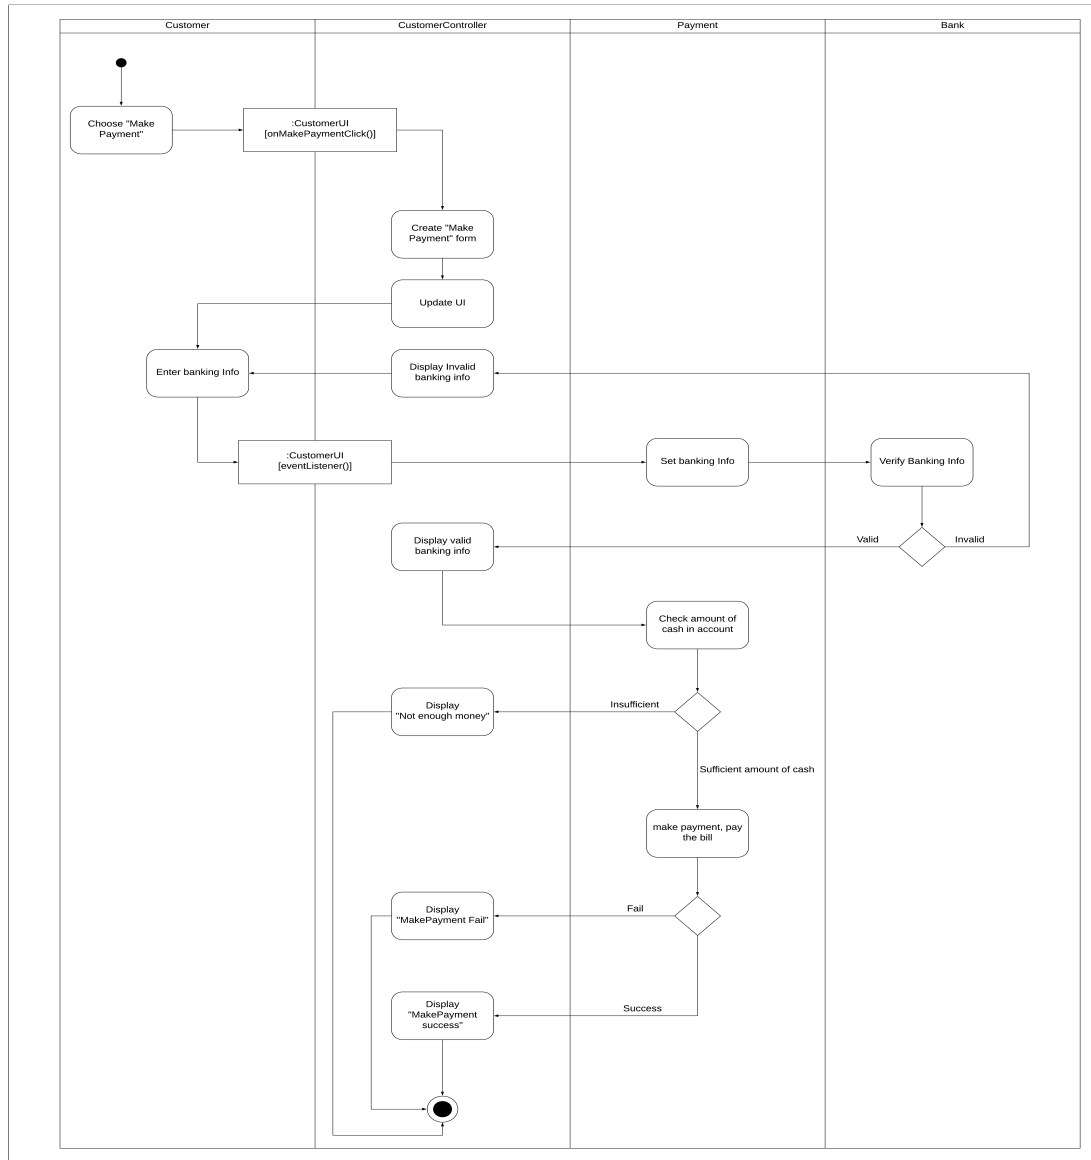 Customer
CustomerController
Payment
Bank
Choose "Make
Payment"
:CustomerUI
[onMakePaymentClick()]
Create "Make
Payment" form
Update UI
Enter banking Info
Display Invalid
banking info
:CustomerUI
[eventListener()]
Set banking Info
Verify Banking Info
Display valid
banking info
Valid
Invalid
Check amount of
cash in account
Display
"Not enough money"
Insufficient
Sufficient amount of cash
make payment, pay
the bill
Display
"MakePayment Fail"
Fail
Display
"MakePayment
success"
Success